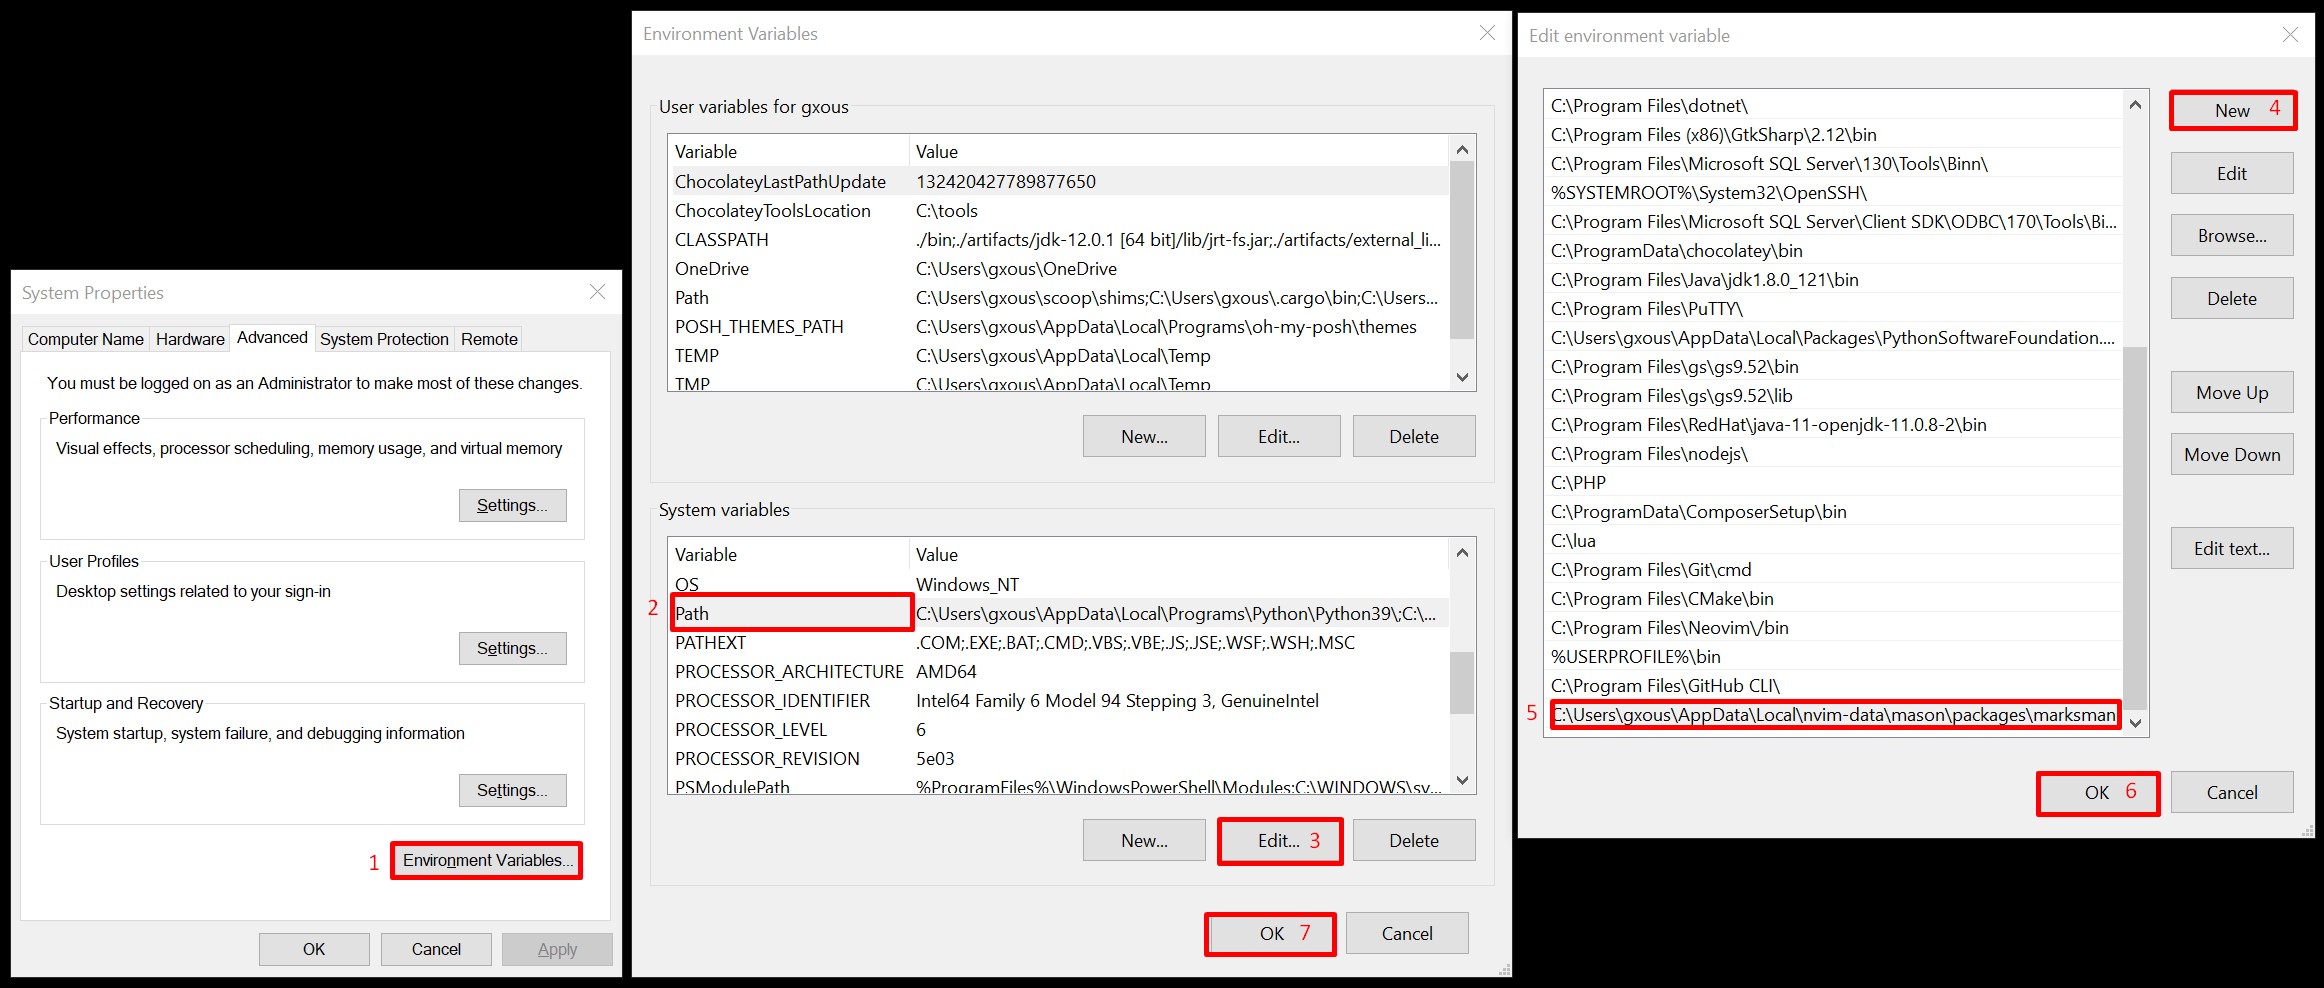 System Properties
Computer Name Hardware Advanced System Protection Remote
You must be logged on as an Administrator to make most of these changes.
Performance
Visual effects, processor scheduling, memory usage, and virtual memory
Settings...
User Profiles
Desktop settings related to your sign-in
Settings...
Startup and Recovery
System startup, system failure, and debugging information
Settings...
1 Environment Variables...
OK Cancel Apply
Environment Variables
User variables for gxous
Variable Value
ChocolateyLastPathUpdate 132420427789877650
ChocolateyToolsLocation C:\tools
CLASSPATH ./bin;./artifacts/jdk-12.0.1 [64 bit]/lib/jrt-fs.jar;./artifacts/external_li...
OneDrive C:\Users\gxous\OneDrive
Path C:\Users\gxous\scoop\shims;C:\Users\gxous\.cargo\bin;C:\Users...
POSH_THEMES_PATH C:\Users\gxous\AppData\Local\Programs\oh-my-posh\themes
TEMP C:\Users\gxous\AppData\Local\Temp
TMP C:\Users\gxous\AppData\Local\Temp
New... Edit... Delete
System variables
Variable Value
OS Windows_NT
2 Path C:\Users\gxous\AppData\Local\Programs\Python\Python39\;C:\...
PATHEXT .COM;.EXE;.BAT;.CMD;.VBS;.VBE;.JS;.JSE;.WSF;.WSH;.MSC
PROCESSOR_ARCHITECTURE AMD64
PROCESSOR_IDENTIFIER Intel64 Family 6 Model 94 Stepping 3, GenuineIntel
PROCESSOR_LEVEL 6
PROCESSOR_REVISION 5e03
PSModulePath %ProgramFiles%\WindowsPowerShell\Modules;C:\WINDOWS\sy...
New... Edit... 3 Delete
OK 7 Cancel
Edit environment variable
C:\Program Files\dotnet\
C:\Program Files (x86)\GtkSharp\2.12\bin
C:\Program Files\Microsoft SQL Server\130\Tools\Binn\
%SYSTEMROOT%\System32\OpenSSH\
C:\Program Files\Microsoft SQL Server\Client SDK\ODBC\170\Tools\Bi...
C:\ProgramData\chocolatey\bin
C:\Program Files\Java\jdk1.8.0_121\bin
C:\Program Files\PuTTY\
C:\Users\gxous\AppData\Local\Packages\PythonSoftwareFoundation....
C:\Program Files\gs\gs9.52\bin
C:\Program Files\gs\gs9.52\lib
C:\Program Files\RedHat\java-11-openjdk-11.0.8-2\bin
C:\Program Files\nodejs\
C:\PHP
C:\ProgramData\ComposerSetup\bin
C:\lua
C:\Program Files\Git\cmd
C:\Program Files\CMake\bin
C:\Program Files\Neovim\/bin
%USERPROFILE%\bin
C:\Program Files\GitHub CLI\
5 C:\Users\gxous\AppData\Local\nvim-data\mason\packages\marksman
New 4
Edit
Browse...
Delete
Move Up
Move Down
Edit text...
OK 6 Cancel